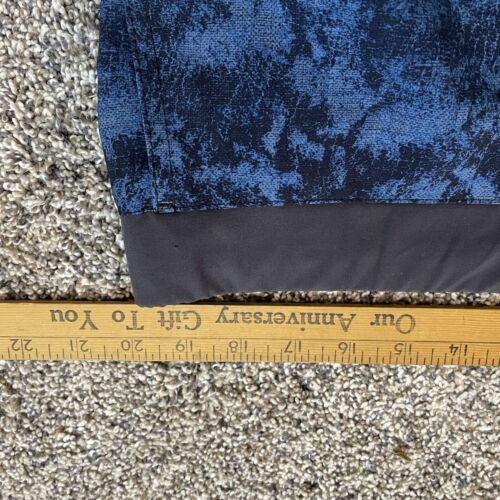 Our Anniversary Gift To You
14 15 16 17 18 19 20 21 22